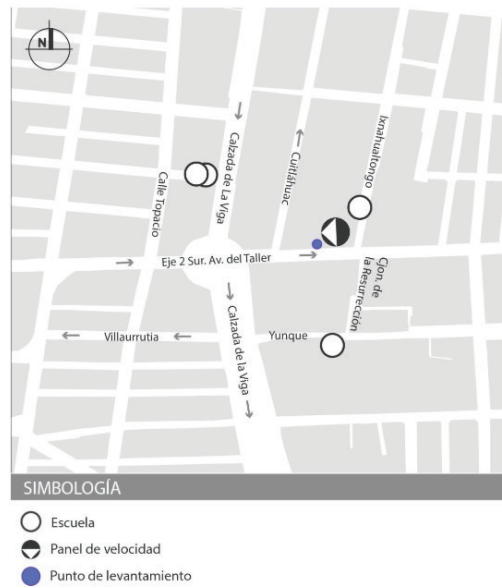 N
Calzada de La Viga
Cuitláhuac
Ixnahualtongo
Calle Topacio
Eje 2 Sur. Av. del Taller
Cjon. de
la Resurrección
Villaurrutia
Yunque
Calzada de la Viga
SIMBOLOGÍA
Escuela
Panel de velocidad
Punto de levantamiento